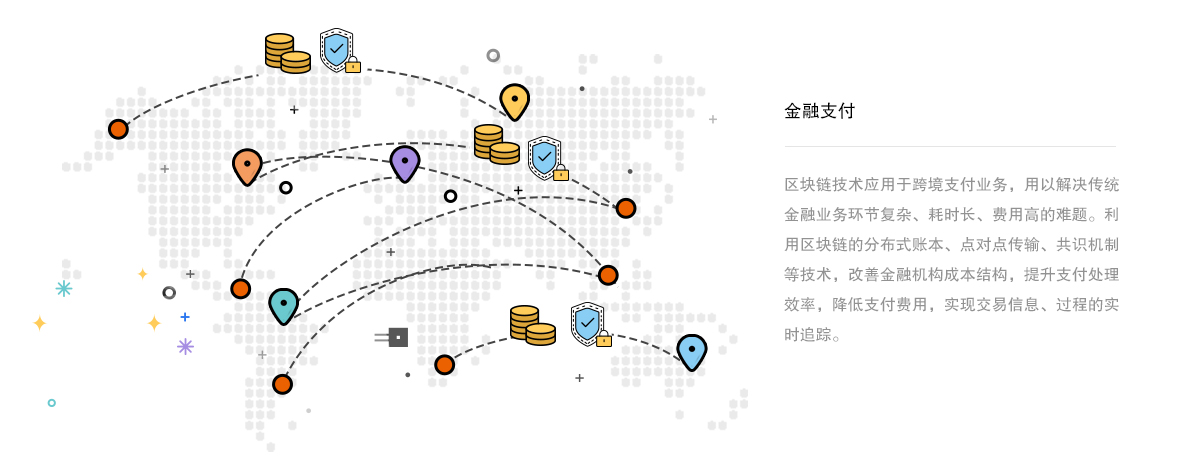 金融支付
区块链技术应用于跨境支付业务，用以解决传统
金融业务环节复杂、耗时长、费用高的难题。利
用区块链的分布式账本、点对点传输、共识机制
等技术，改善金融机构成本结构，提升支付处理
效率，降低支付费用，实现交易信息、过程的实
时追踪。